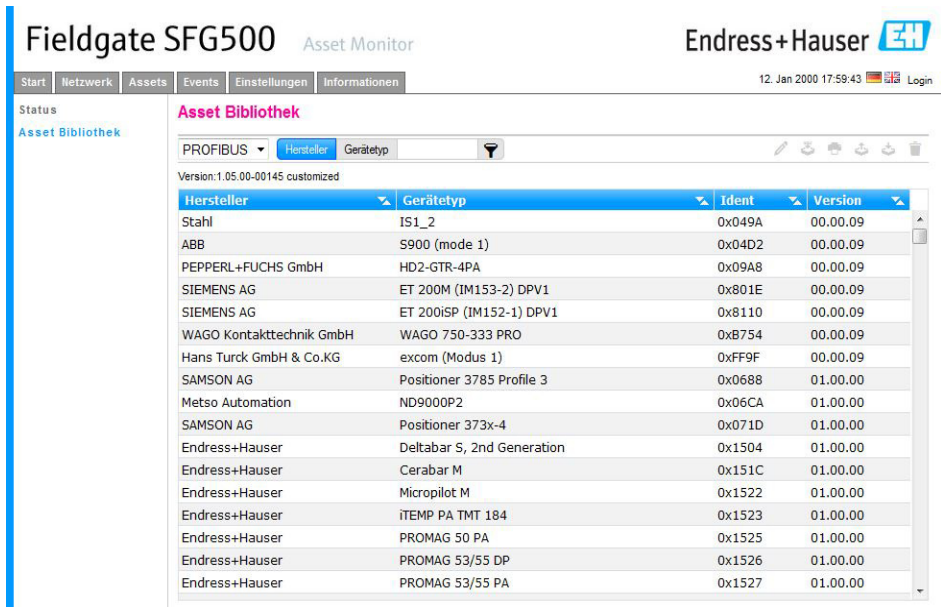 Fieldgate SFG500 Asset Monitor
Endress+Hauser EH
Start Netzwerk Assets Events Einstellungen Informationen
12. Jan 2000 17:59:43 Login
Status
Asset Bibliothek
Asset Bibliothek
PROFIBUS Hersteller Gerätetyp
Version:1.05.00-00145 customized
Hersteller Gerätetyp Ident Version
Stahl IS1_2 0x049A 00.00.09
ABB S900 (mode 1) 0x04D2 00.00.09
PEPPERL+FUCHS GmbH HD2-GTR-4PA 0x09A8 00.00.09
SIEMENS AG ET 200M (IM153-2) DPV1 0x801E 00.00.09
SIEMENS AG ET 200iSP (IM152-1) DPV1 0x8110 00.00.09
WAGO Kontakttechnik GmbH WAGO 750-333 PRO 0xB754 00.00.09
Hans Turck GmbH & Co.KG excom (Modus 1) 0xFF9F 00.00.09
SAMSON AG Positioner 3785 Profile 3 0x0688 01.00.00
Metso Automation ND9000P2 0x06CA 01.00.00
SAMSON AG Positioner 373x-4 0x071D 01.00.00
Endress+Hauser Deltabar S, 2nd Generation 0x1504 01.00.00
Endress+Hauser Cerabar M 0x151C 01.00.00
Endress+Hauser Micropilot M 0x1522 01.00.00
Endress+Hauser iTEMP PA TMT 184 0x1523 01.00.00
Endress+Hauser PROMAG 50 PA 0x1525 01.00.00
Endress+Hauser PROMAG 53/55 DP 0x1526 01.00.00
Endress+Hauser PROMAG 53/55 PA 0x1527 01.00.00